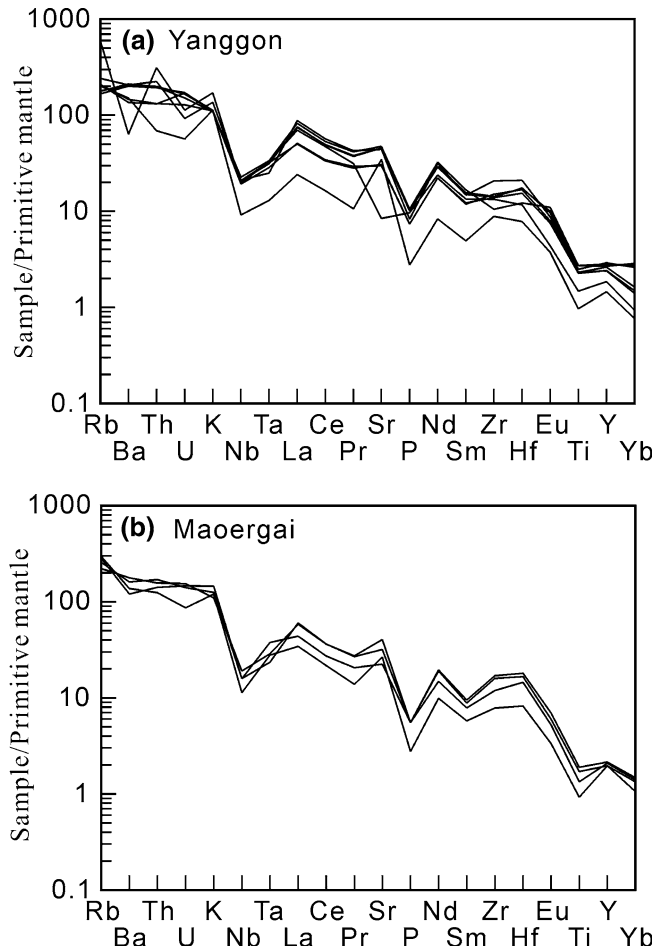 1000
(a) Yanggon
100
10
1
0.1
Sample/Primitive mantle
Rb Th K Ta Ce Sr Nd Zr Eu Y
Ba U Nb La Pr P Sm Hf Ti Yb
1000
(b) Maoergai
100
10
1
0.1
Sample/Primitive mantle
Rb Th K Ta Ce Sr Nd Zr Eu Y
Ba U Nb La Pr P Sm Hf Ti Yb